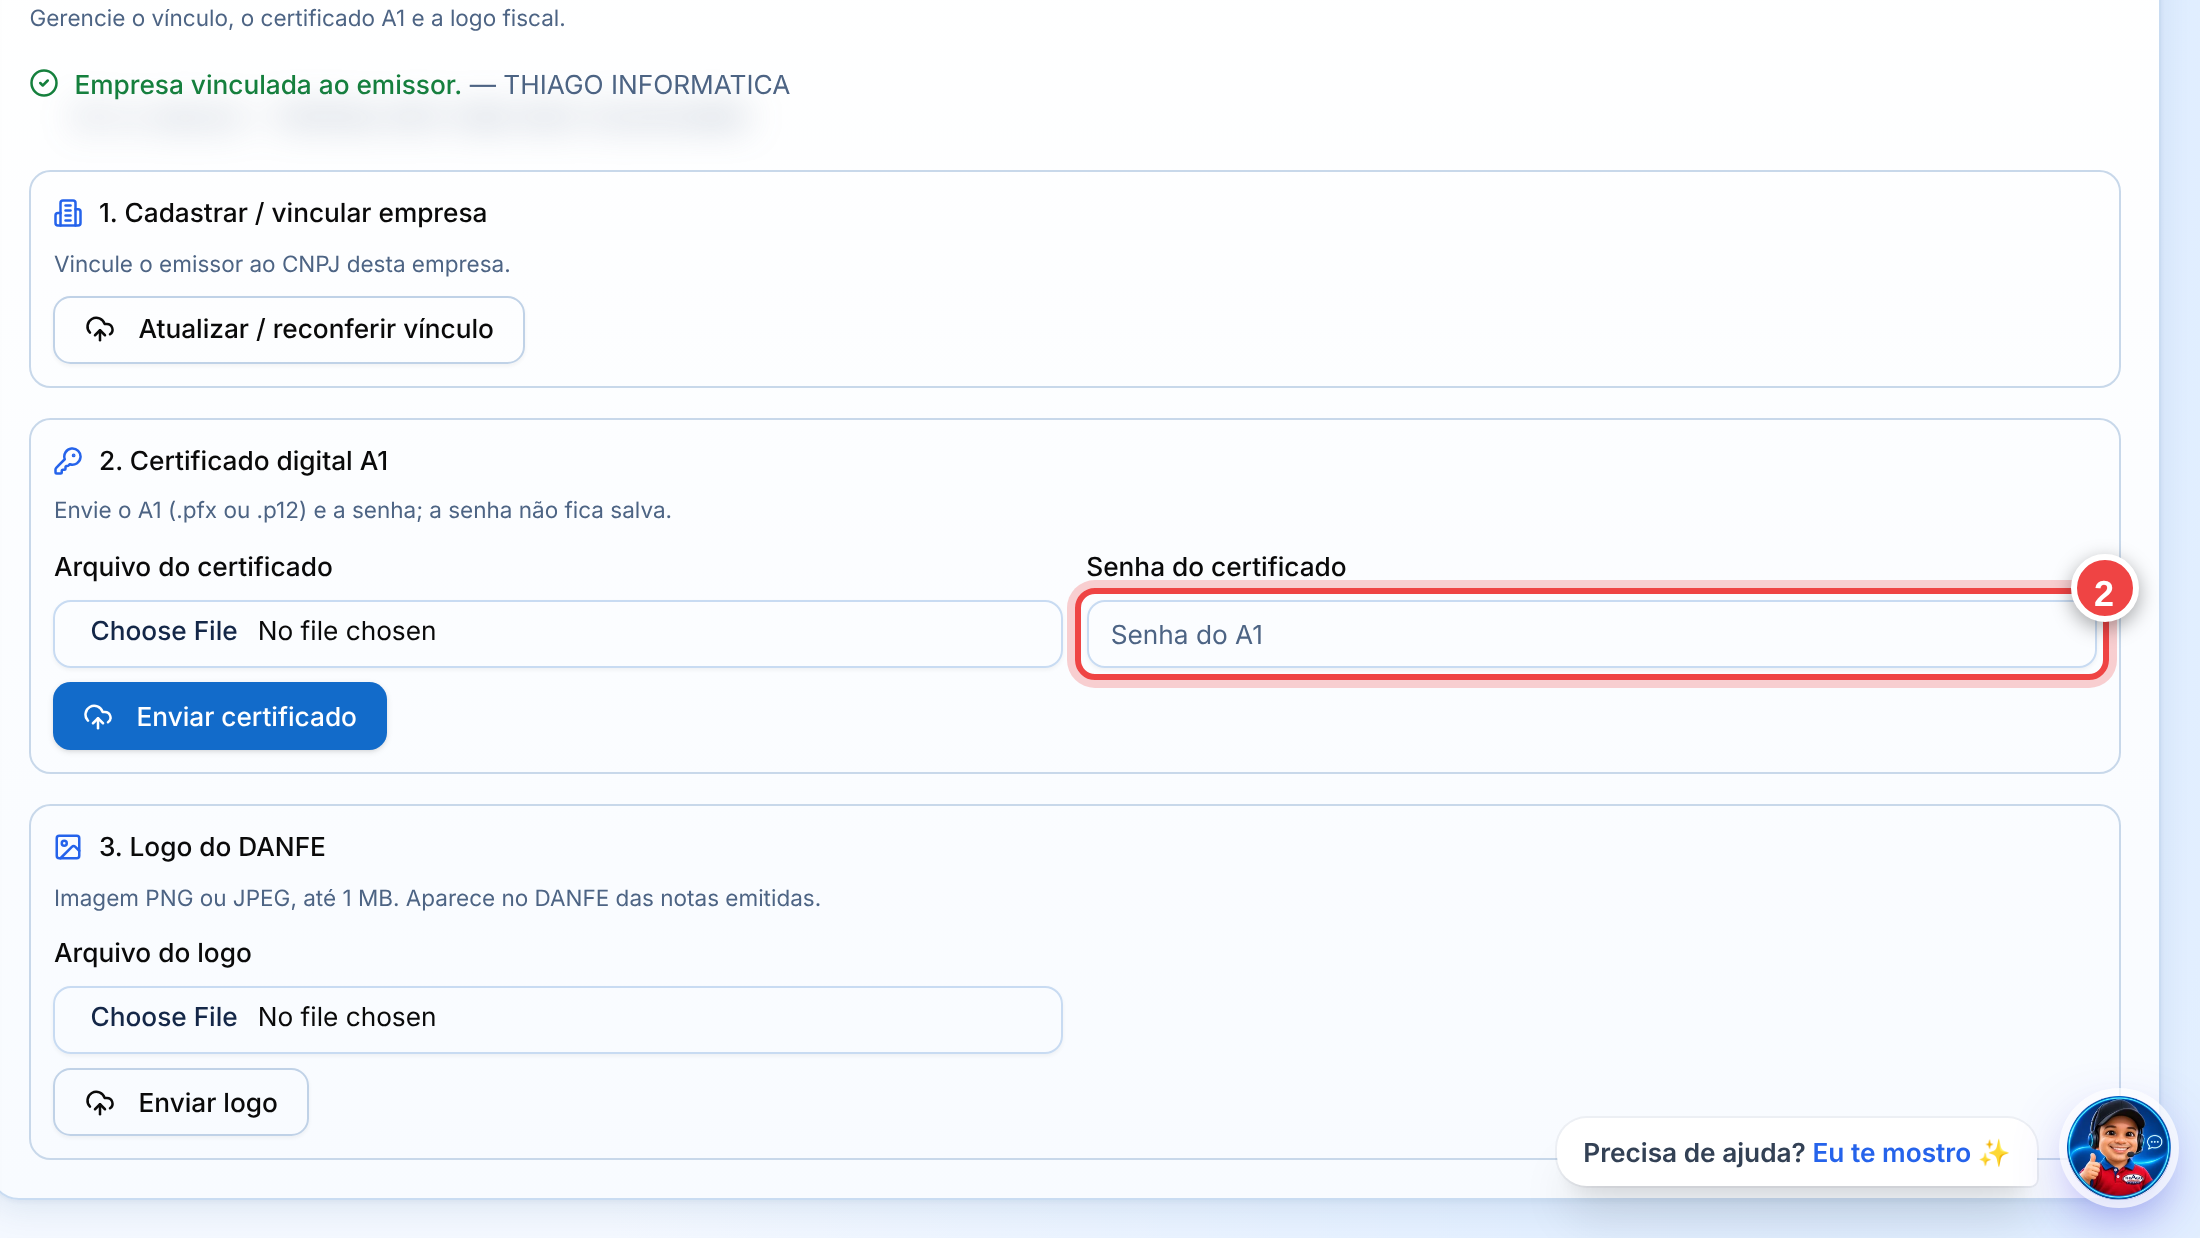 Gerencie o vínculo, o certificado A1 e a logo fiscal.
Empresa vinculada ao emissor. — THIAGO INFORMATICA
1. Cadastrar / vincular empresa
Vincule o emissor ao CNPJ desta empresa.
Atualizar / reconferir vínculo
2. Certificado digital A1
Envie o A1 (.pfx ou .p12) e a senha; a senha não fica salva.
Arquivo do certificado
Choose File No file chosen
Senha do certificado
2
Senha do A1
Enviar certificado
3. Logo do DANFE
Imagem PNG ou JPEG, até 1 MB. Aparece no DANFE das notas emitidas.
Arquivo do logo
Choose File No file chosen
Enviar logo
Precisa de ajuda? Eu te mostro ✨